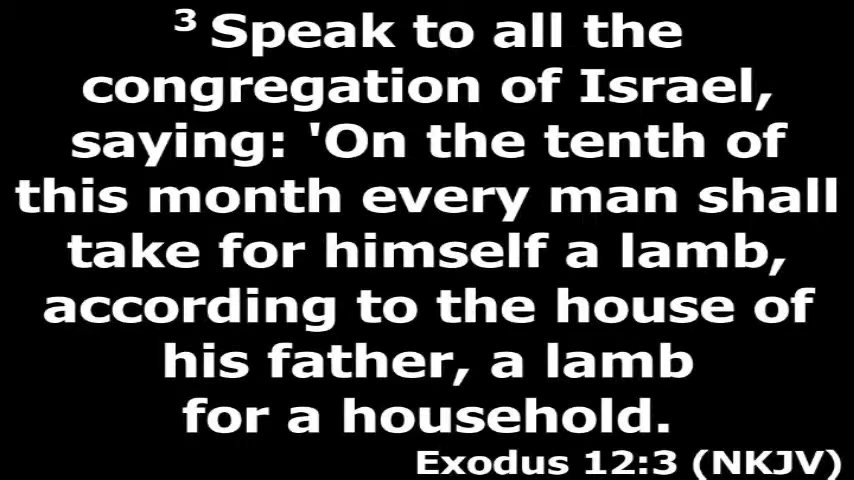 3 Speak to all the
congregation of Israel,
saying: 'On the tenth of
this month every man shall
take for himself a lamb,
according to the house of
his father, a lamb
for a household.
Exodus 12:3 (NKJV)